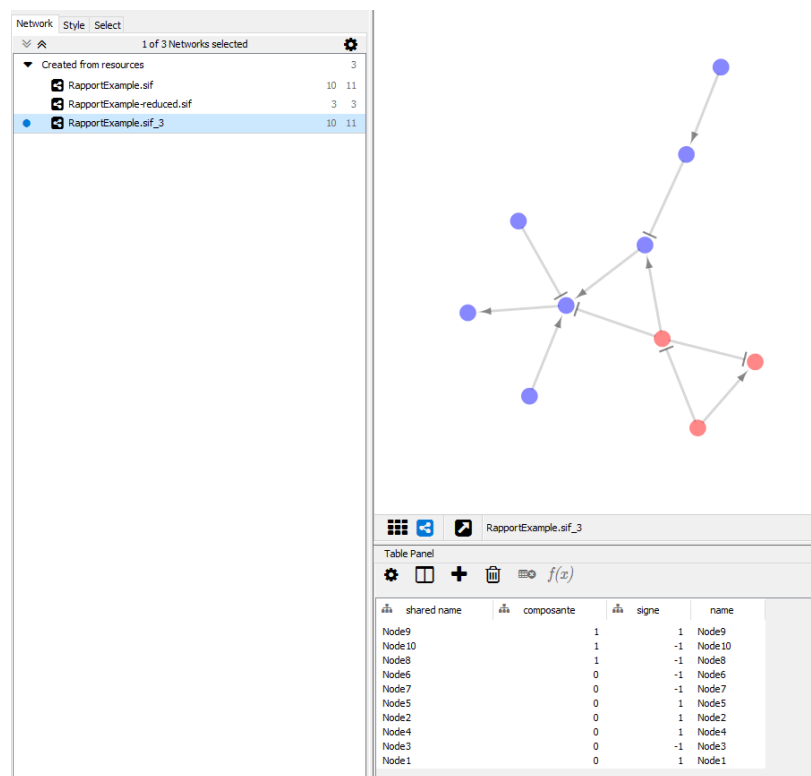 Network Style Select
1 of 3 Networks selected
Created from resources 3
RapportExample.sif 10 11
RapportExample-reduced.sif 3 3
RapportExample.sif_3 10 11
RapportExample.sif_3
Table Panel
f(x)
shared name composante signe name
Node9 1 1 Node9
Node10 1 -1 Node10
Node8 1 -1 Node8
Node6 0 -1 Node6
Node7 0 -1 Node7
Node5 0 1 Node5
Node2 0 1 Node2
Node4 0 1 Node4
Node3 0 -1 Node3
Node1 0 1 Node1